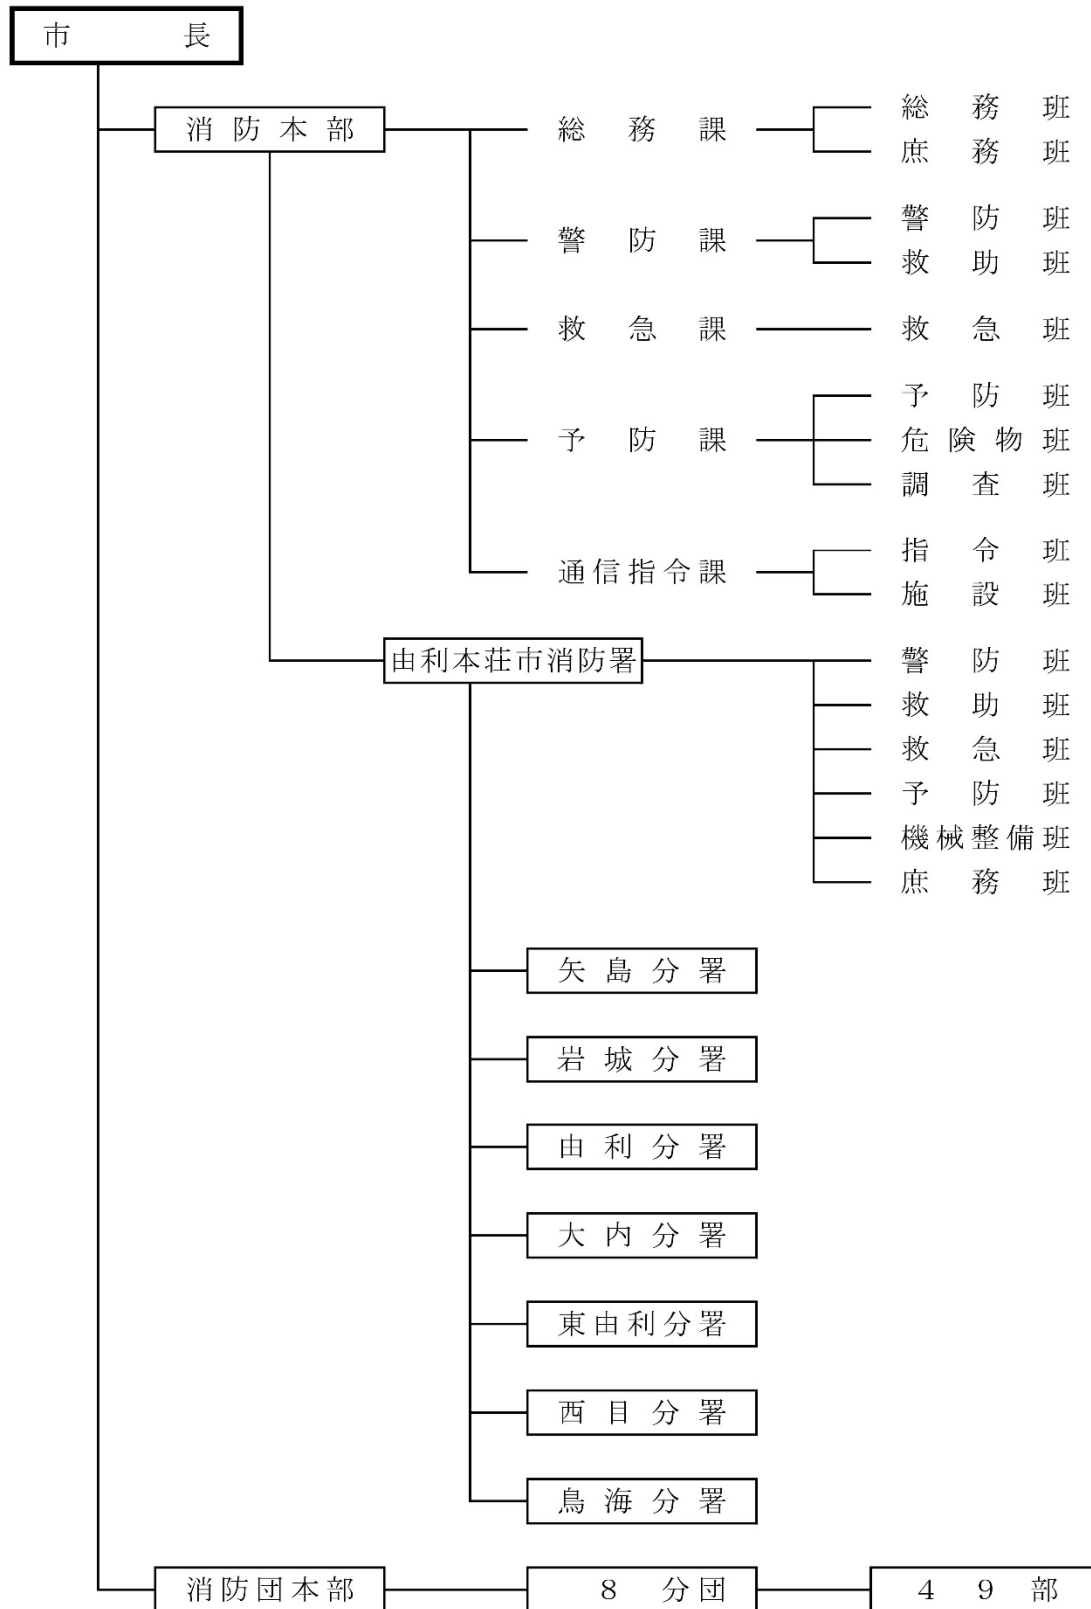 市長
消防本部 総務課 総務班
庶務班
警防課 警防班
救助班
救急課 救急班
予防課 予防班
危険物班
調査班
通信指令課 指令班
施設班
由利本荘市消防署 警防班
救助班
救急班
予防班
機械整備班
庶務班
矢島分署
岩城分署
由利分署
大内分署
東由利分署
西目分署
鳥海分署
消防団本部 8 分団 49部